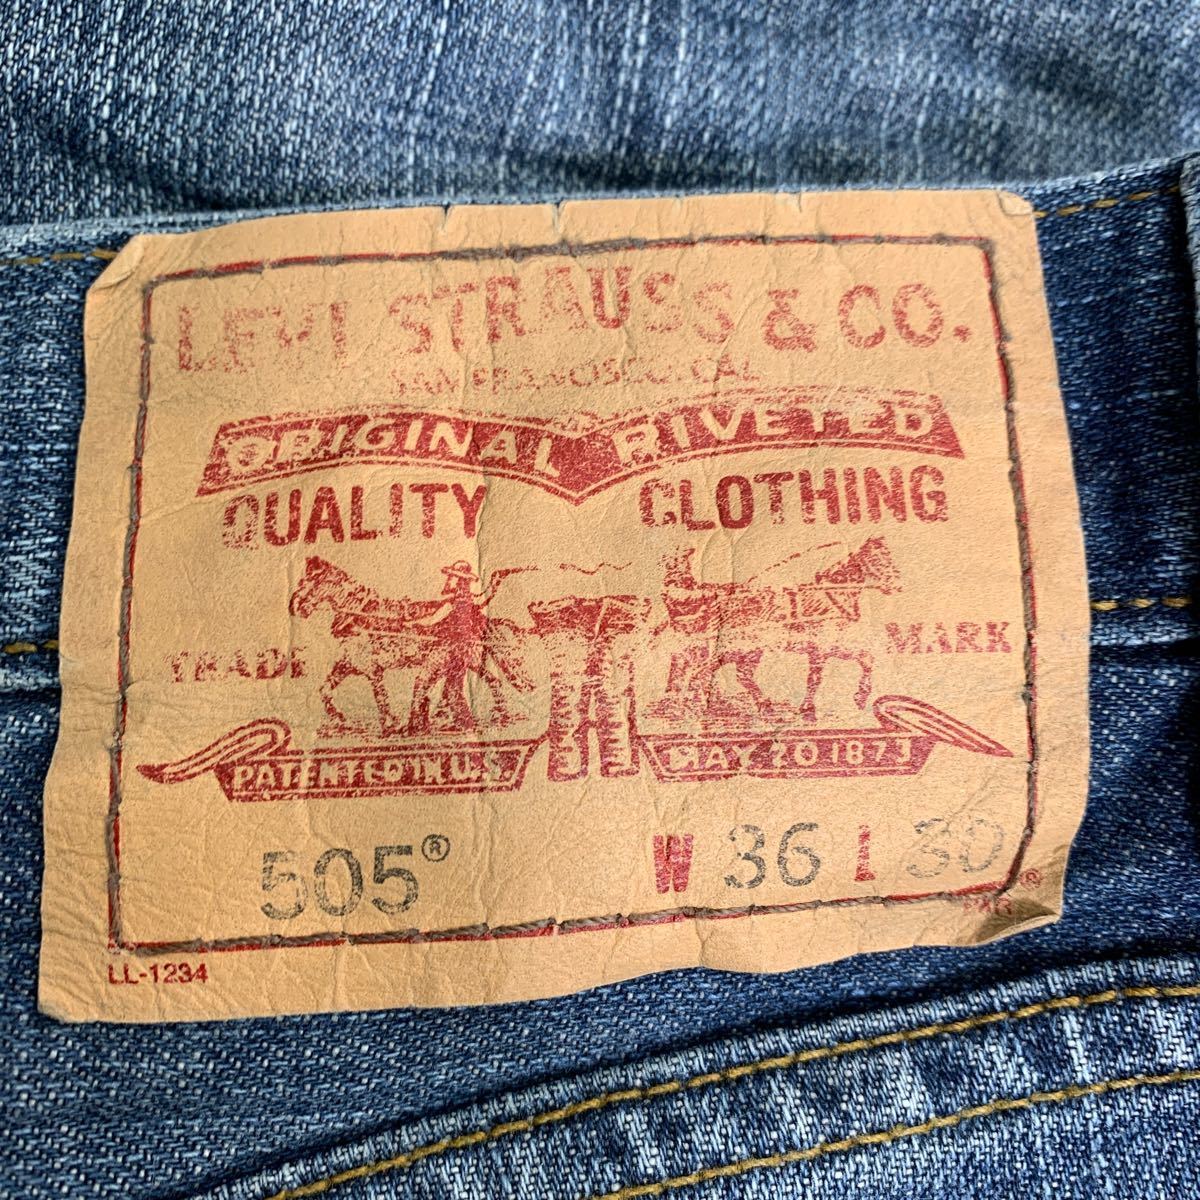 LEVI STRAUSS & CO.
SAN FRANCISCO, CAL
ORIGINAL RIVETED
QUALITY CLOTHING
TRADE MARK
PATENTED IN U.S. MAY 20 1873
505® W 36 L 30
®
LL-1234